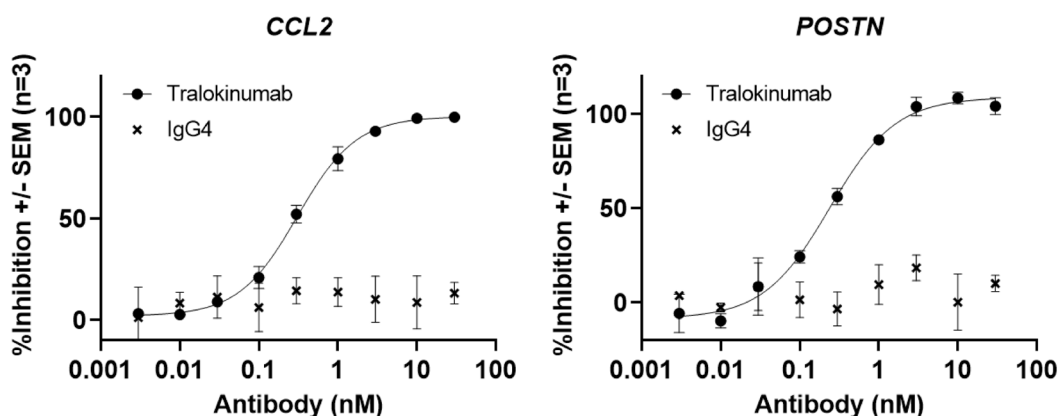 CCL2
%Inhibition +/- SEM (n=3)
Tralokinumab
IgG4
100
50
0
0.001 0.01 0.1 1 10 100
Antibody (nM)
POSTN
%Inhibition +/- SEM (n=3)
Tralokinumab
IgG4
100
50
0
0.001 0.01 0.1 1 10 100
Antibody (nM)